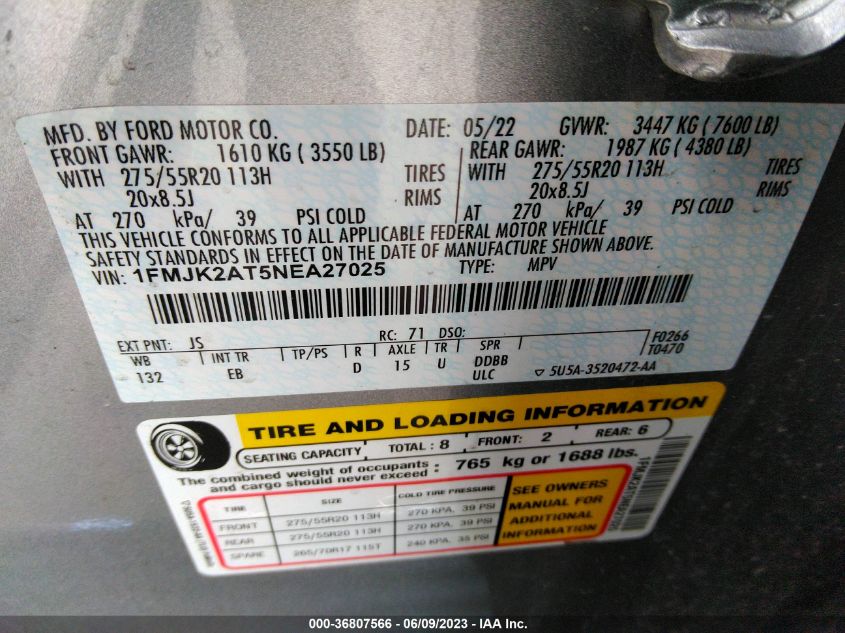 MFD. BY FORD MOTOR CO. DATE: 05/22 GVWR: 3447 KG ( 7600 LB)
FRONT GAWR: 1610 KG ( 3550 LB) REAR GAWR: 1987 KG ( 4380 LB)
WITH 275/55R20 113H TIRES WITH 275/55R20 113H TIRES
20x8.5J RIMS 20x8.5J RIMS
AT 270 kPa/ 39 PSI COLD AT 270 kPa/ 39 PSI COLD
THIS VEHICLE CONFORMS TO ALL APPLICABLE FEDERAL MOTOR VEHICLE
SAFETY STANDARDS IN EFFECT ON THE DATE OF MANUFACTURE SHOWN ABOVE.
VIN: 1FMJK2AT5NEA27025 TYPE: MPV
EXT PNT: JS RC: 71 DSO: F0266
T0470
WB INT TR TP/PS R AXLE TR SPR
132 EB D 15 U DDBB
ULC ▽ 5U5A-3520472-AA
TIRE AND LOADING INFORMATION
SEATING CAPACITY TOTAL : 8 FRONT: 2 REAR: 6
The combined weight of occupants and cargo should never exceed : 765 kg or 1688 lbs.
TIRE SIZE COLD TIRE PRESSURE
FRONT 275/55R20 113H 270 KPA, 39 PSI
REAR 275/55R20 113H 270 KPA, 39 PSI
SPARE 265/70R17 115T 240 KPA, 35 PSI
SEE OWNERS
MANUAL FOR
ADDITIONAL
INFORMATION
000-36807566 - 06/09/2023 - IAA Inc.